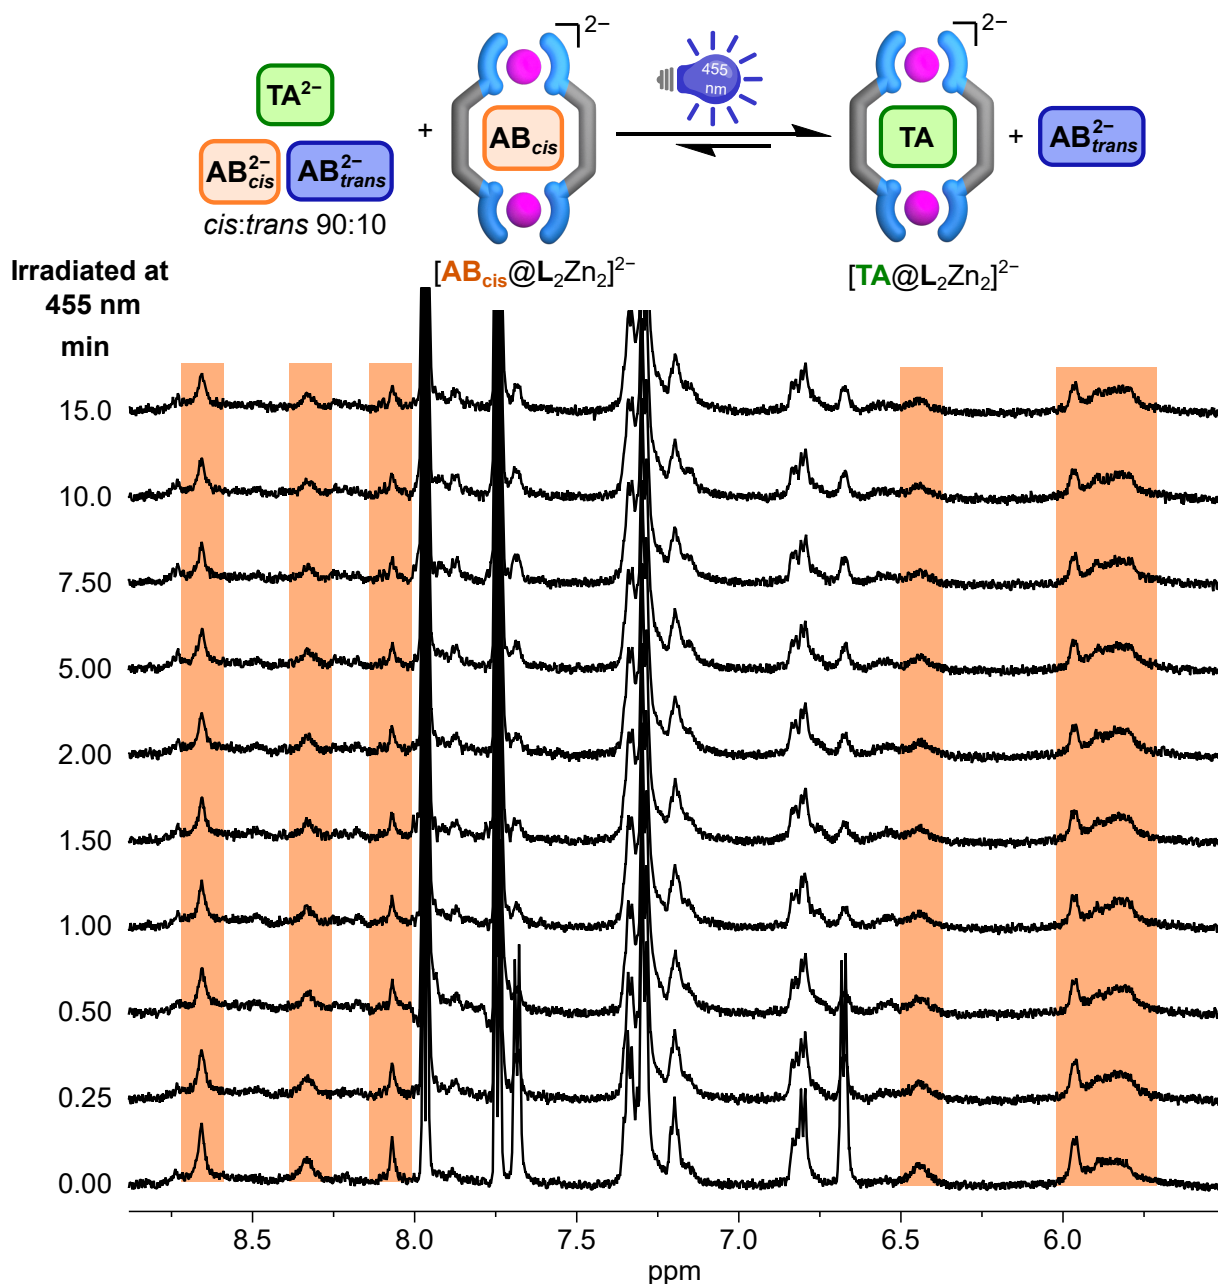 2−
2−
455
nm
TA2−
+
ABcis
TA
+
AB2−trans
AB2−cis
AB2−trans
cis:trans 90:10
Irradiated at
455 nm
min
[ABcis@L2Zn2]2−
[TA@L2Zn2]2−
15.0
10.0
7.50
5.00
2.00
1.50
1.00
0.50
0.25
0.00
8.5 8.0 7.5 7.0 6.5 6.0
ppm